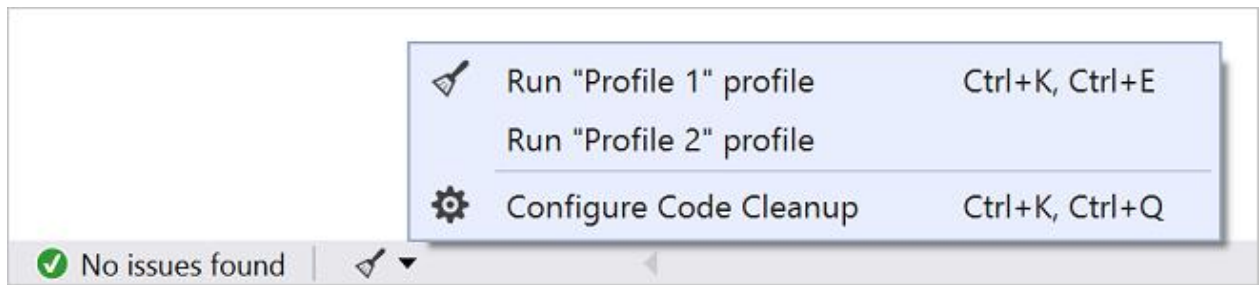 Run "Profile 1" profile Ctrl+K, Ctrl+E
Run "Profile 2" profile
Configure Code Cleanup Ctrl+K, Ctrl+Q
No issues found